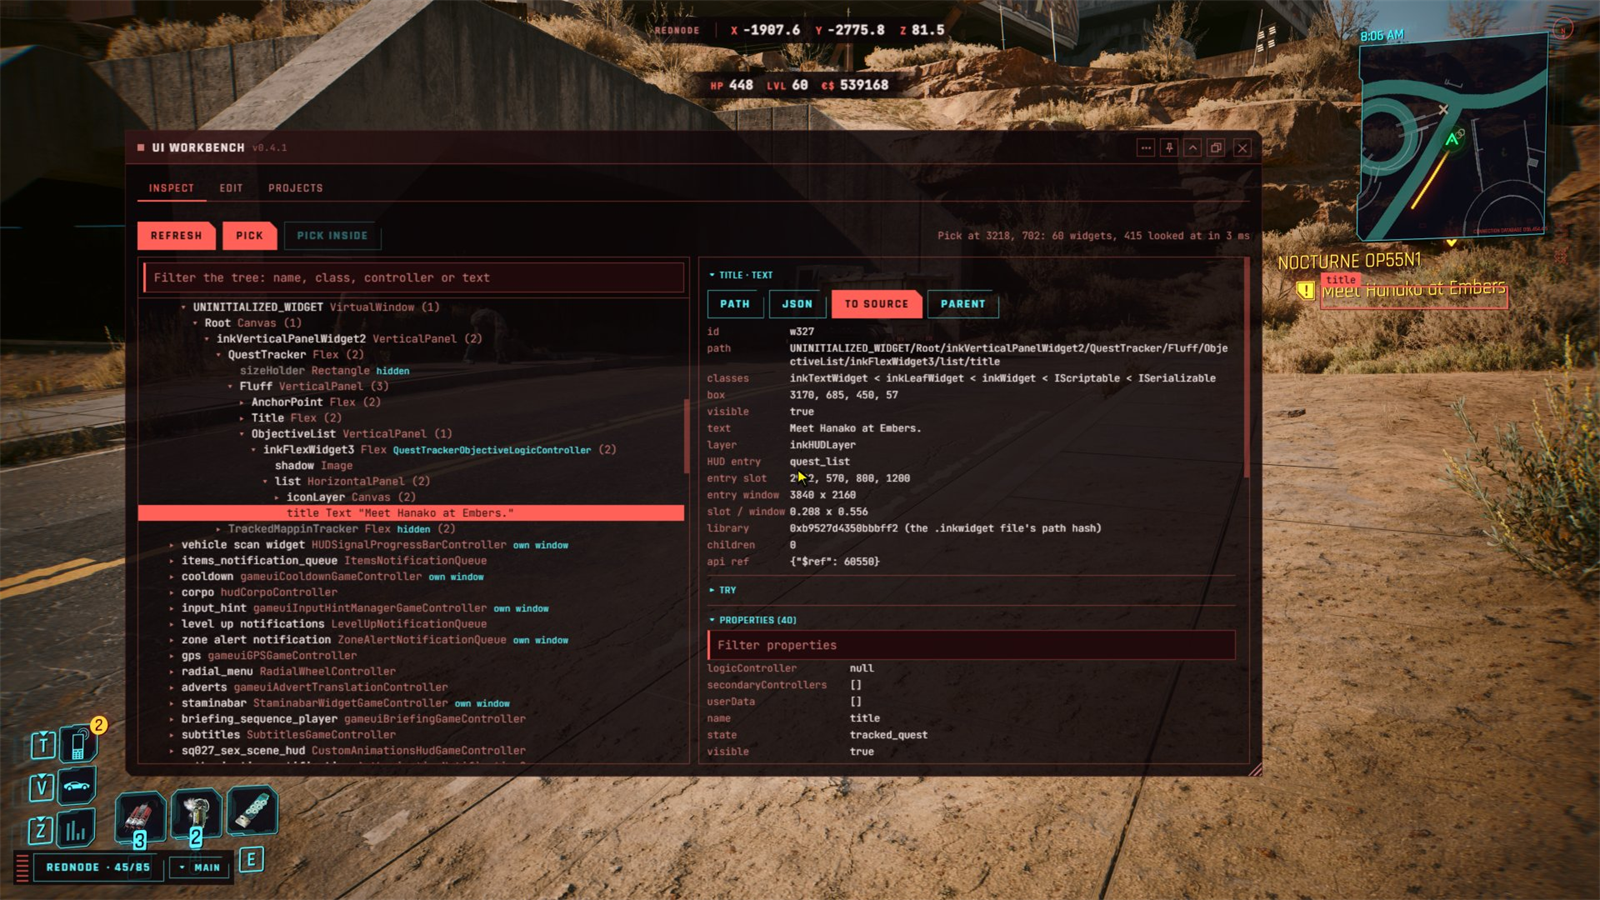 REDNODE X -1907.6 Y -2775.8 Z 81.5
HP 448 LVL 60 €$ 539168
8:05 AM
UI WORKBENCH v0.4.1
INSPECT EDIT PROJECTS
REFRESH PICK PICK INSIDE
Pick at 3218, 702: 60 widgets, 415 looked at in 3 ms
Filter the tree: name, class, controller or text
UNINITIALIZED_WIDGET VirtualWindow (1)
Root Canvas (1)
inkVerticalPanelWidget2 VerticalPanel (2)
QuestTracker Flex (2)
sizeHolder Rectangle hidden
Fluff VerticalPanel (3)
AnchorPoint Flex (2)
Title Flex (2)
ObjectiveList VerticalPanel (1)
inkFlexWidget3 Flex QuestTrackerObjectiveLogicController (2)
shadow Image
list HorizontalPanel (2)
iconLayer Canvas (2)
title Text "Meet Hanako at Embers."
TrackedMappinTracker Flex hidden (2)
vehicle scan widget HUDSignalProgressBarController own window
items_notification_queue ItemsNotificationQueue
cooldown gameuiCooldownGameController own window
corpo hudCorpoController
input_hint gameuiInputHintManagerGameController own window
level up notifications LevelUpNotificationQueue
zone alert notification ZoneAlertNotificationQueue own window
gps gameuiGPSGameController
radial_menu RadialWheelController
adverts gameuiAdvertTranslationController
staminabar StaminabarWidgetGameController own window
briefing_sequence_player gameuiBriefingGameController
subtitles SubtitlesGameController
sq027_sex_scene_hud CustomAnimationsHudGameController
TITLE · TEXT
PATH JSON TO SOURCE PARENT
id w327
path UNINITIALIZED_WIDGET/Root/inkVerticalPanelWidget2/QuestTracker/Fluff/Obje
ctiveList/inkFlexWidget3/list/title
classes inkTextWidget < inkLeafWidget < inkWidget < IScriptable < ISerializable
box 3170, 685, 450, 57
visible true
text Meet Hanako at Embers.
layer inkHUDLayer
HUD entry quest_list
entry slot 570, 800, 1200
entry window 3840 x 2160
slot / window 0.208 x 0.556
library 0xb9527d4350bbbff2 (the .inkwidget file's path hash)
children 0
api ref {"$ref": 60550}
TRY
PROPERTIES (40)
Filter properties
logicController null
secondaryControllers []
userData []
name title
state tracked_quest
visible true
NOCTURNE OP55N1
title
Meet Hanako at Embers
T 2
V
Z
3 2
E
REDNODE · 45/85 MAIN